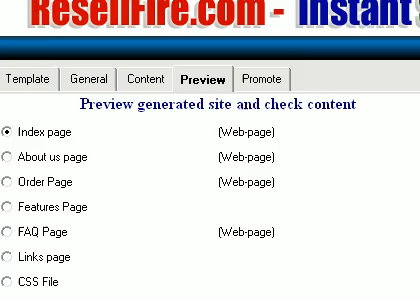 ResellFire.com - Instant
Template General Content Preview Promote
Preview generated site and check content
Index page (Web-page)
About us page (Web-page)
Order Page (Web-page)
Features Page
FAQ Page (Web-page)
Links page
CSS File